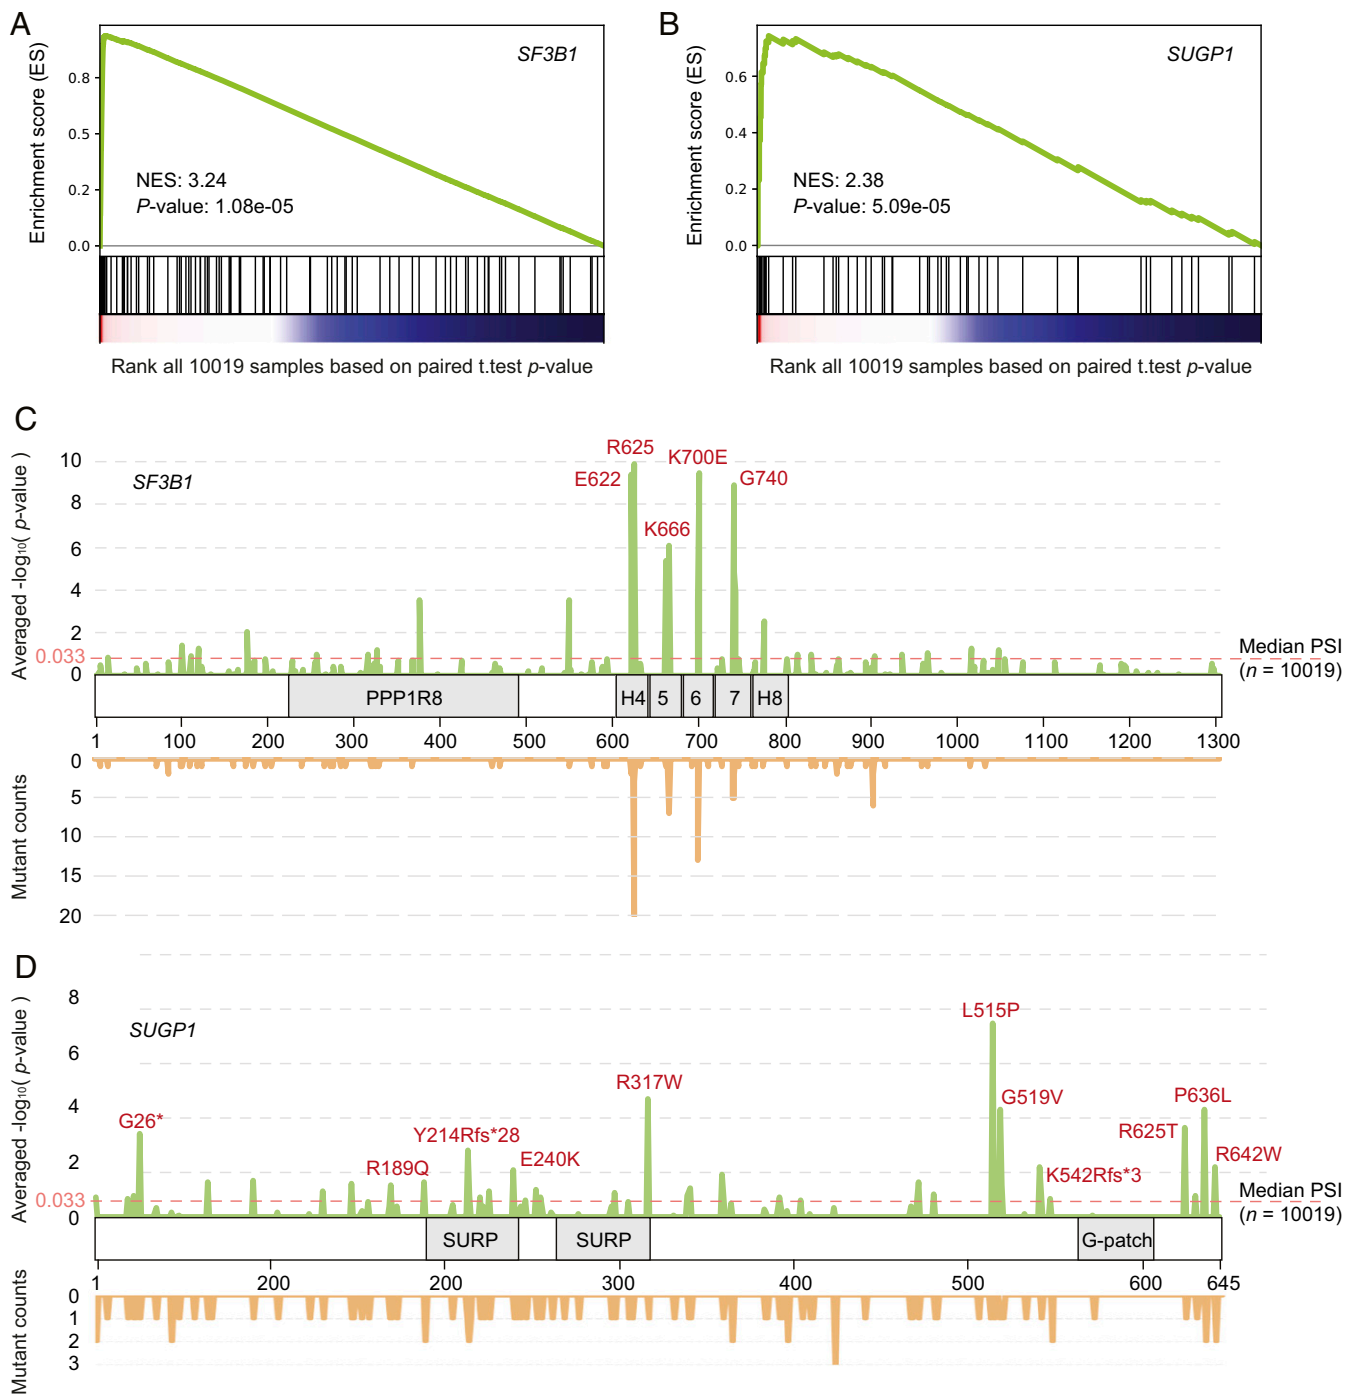 A
SF3B1
Enrichment score (ES)
0.8
0.5
0.2
0.0
NES: 3.24
P-value: 1.08e-05
Rank all 10019 samples based on paired t.test p-value
B
SUGP1
Enrichment score (ES)
0.6
0.4
0.2
0.0
NES: 2.38
P-value: 5.09e-05
Rank all 10019 samples based on paired t.test p-value
C
SF3B1
Averaged -log10( p-value )
10
8
6
4
2
0.033
0
R625
E622
K700E
G740
K666
Median PSI
(n = 10019)
PPP1R8 H4 5 6 7 H8
1 100 200 300 400 500 600 700 800 900 1000 1100 1200 1300
Mutant counts
0
5
10
15
20
D
SUGP1
Averaged -log10( p-value )
8
6
4
2
0.033
0
L515P
R317W
G519V
P636L
G26*
R625T
Y214Rfs*28
E240K
R189Q
K542Rfs*3
R642W
Median PSI
(n = 10019)
SURP SURP G-patch
1 200 200 300 400 500 600 645
Mutant counts
0
1
2
3